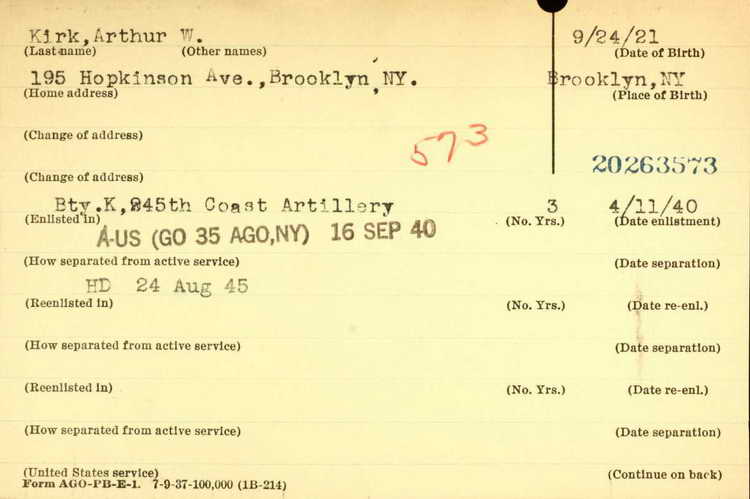 Kirk,Arthur W. 9/24/21
(Last name) (Other names) (Date of Birth)
195 Hopkinson Ave.,Brooklyn,NY. Brooklyn,NY
(Home address) (Place of Birth)
(Change of address)
573
20263573
(Change of address)
Bty.K,245th Coast Artillery 3 4/11/40
(Enlisted in) (No. Yrs.) (Date enlistment)
A-US (GO 35 AGO,NY) 16 SEP 40
(How separated from active service) (Date separation)
HD 24 Aug 45
(Reenlisted in) (No. Yrs.) (Date re-enl.)
(How separated from active service) (Date separation)
(Reenlisted in) (No. Yrs.) (Date re-enl.)
(How separated from active service) (Date separation)
(United States service) (Continue on back)
Form AGO-PB-E-1. 7-9-37-100,000 (1B-214)